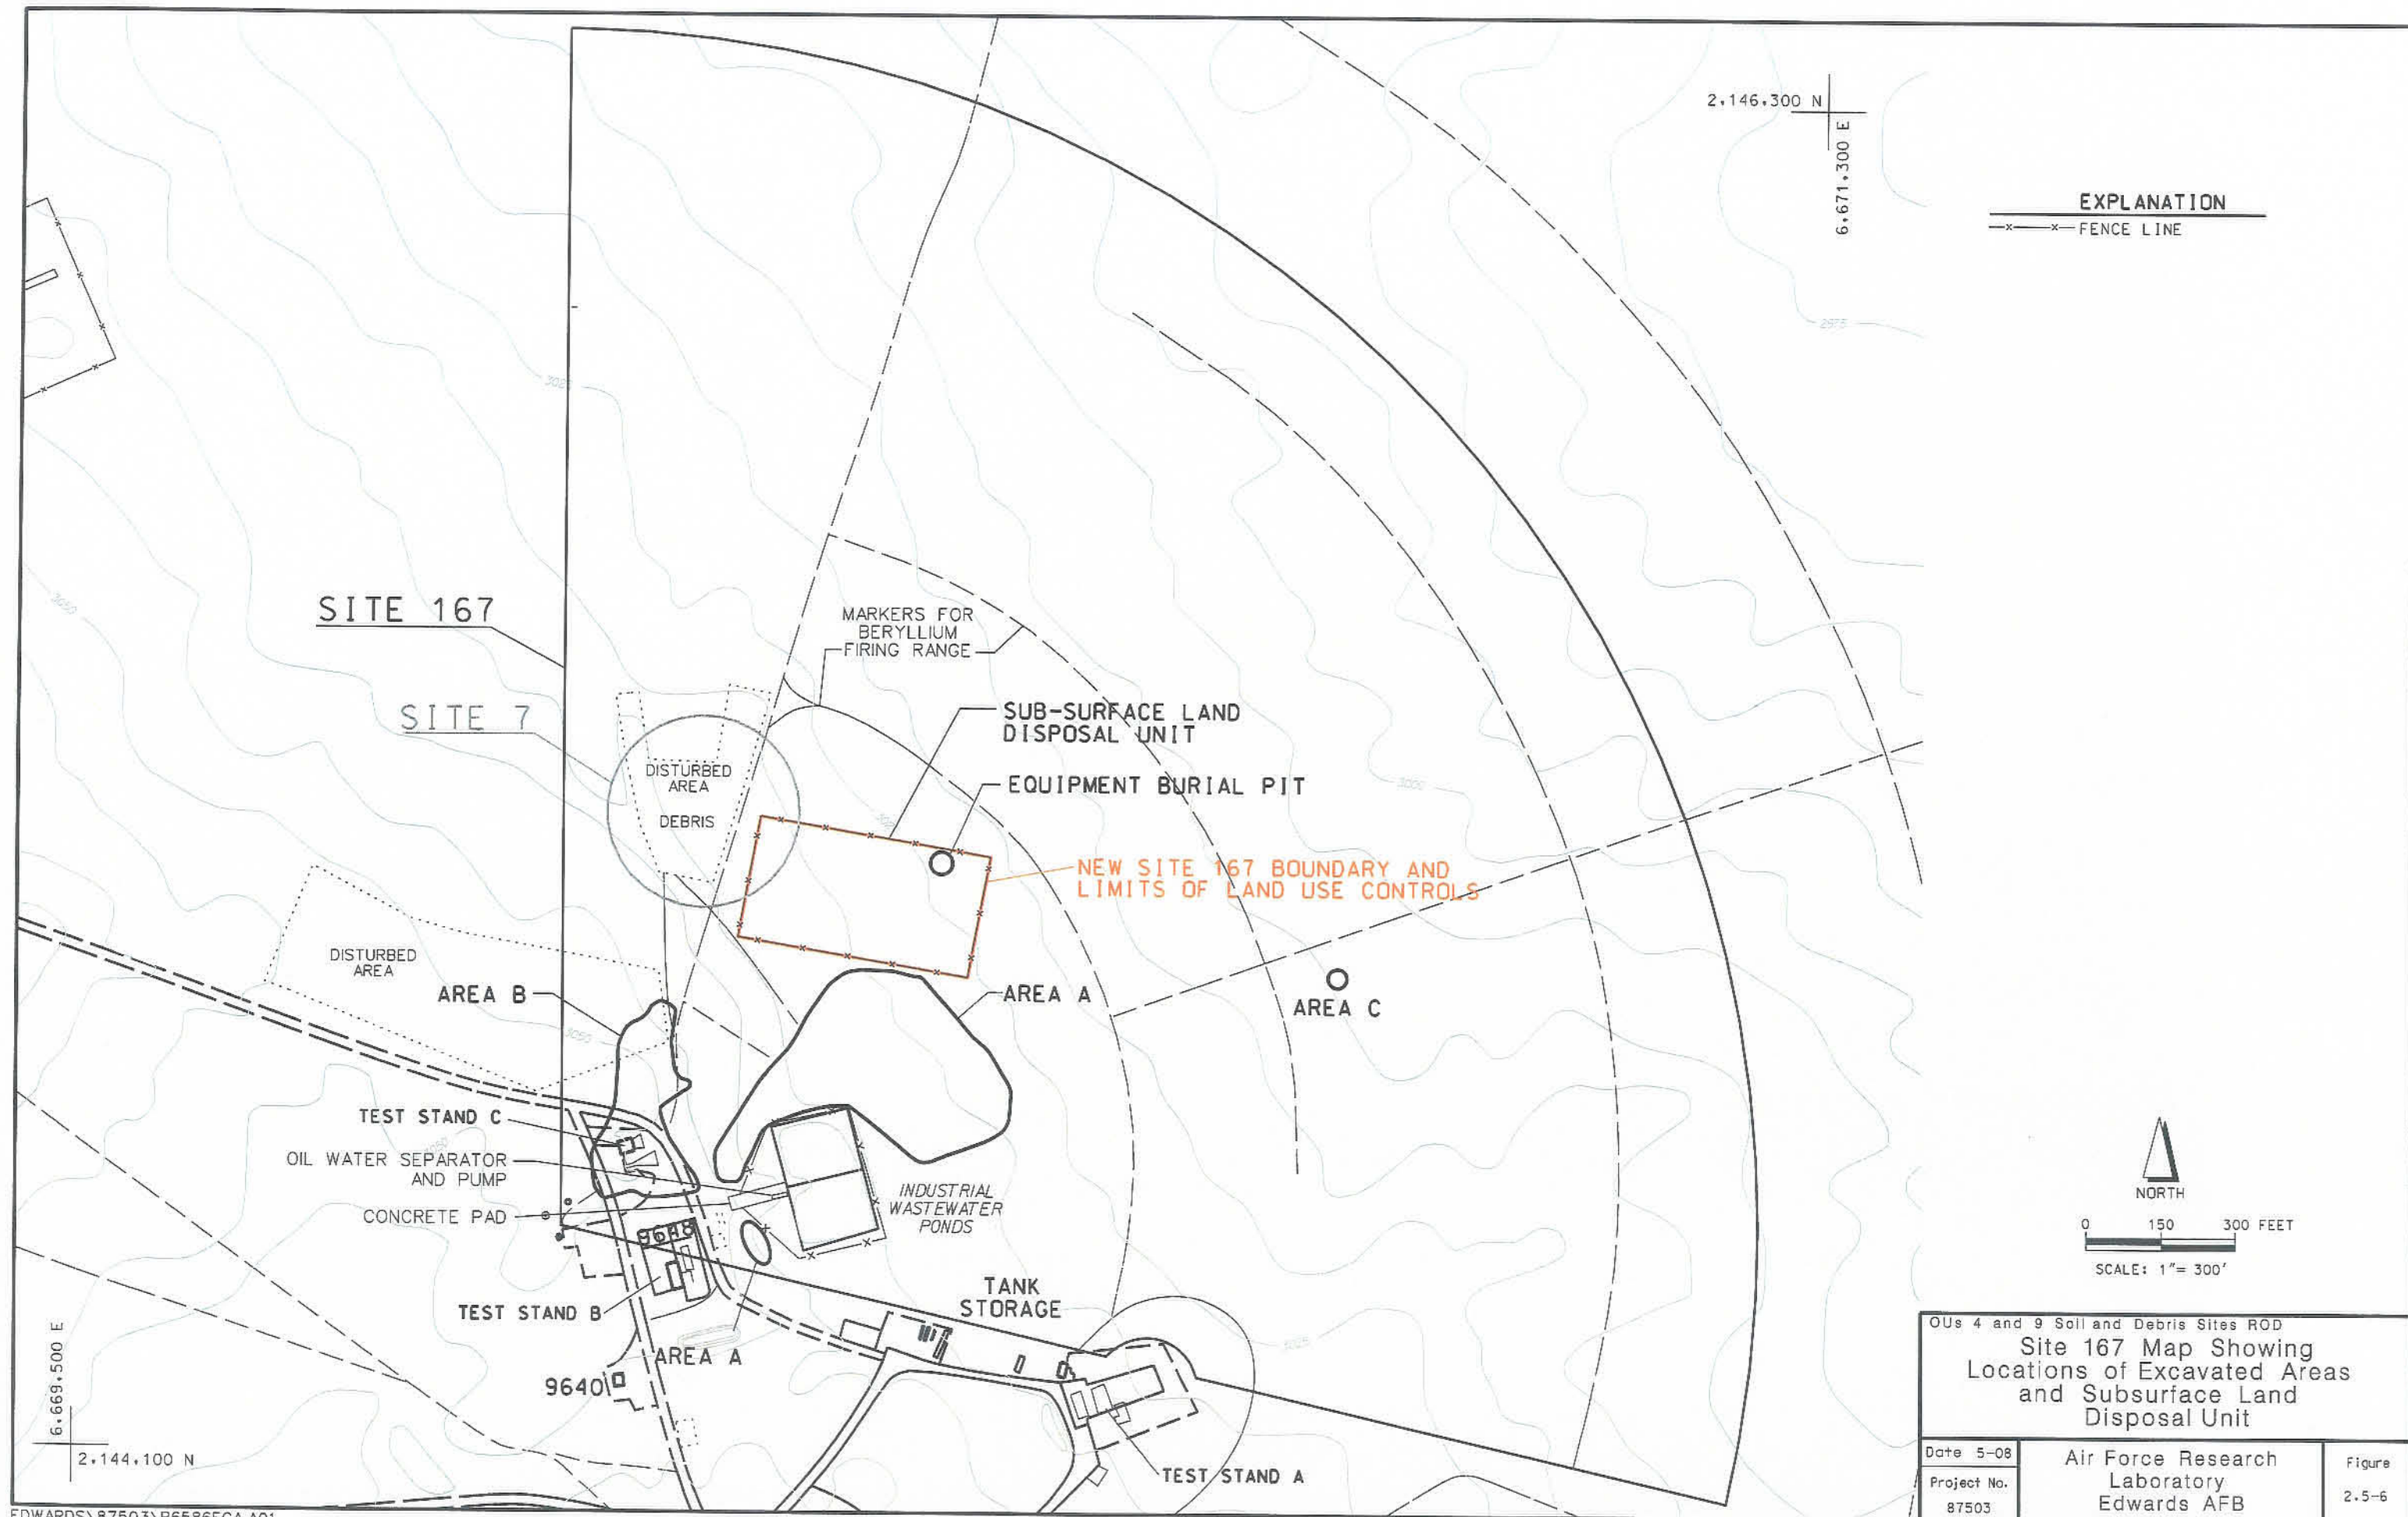 2,146,300 N
6,671,300 E
EXPLANATION
—x——x— FENCE LINE
2975
3025
3050
SITE 167
MARKERS FOR
BERYLLIUM
FIRING RANGE
SITE 7
SUB-SURFACE LAND
DISPOSAL UNIT
DISTURBED
AREA
DEBRIS
EQUIPMENT BURIAL PIT
3000
NEW SITE 167 BOUNDARY AND
LIMITS OF LAND USE CONTROLS
DISTURBED
AREA
AREA B
AREA A
AREA C
3050
TEST STAND C
OIL WATER SEPARATOR
AND PUMP
CONCRETE PAD
INDUSTRIAL
WASTEWATER
PONDS
9648
TEST STAND B
TANK
STORAGE
AREA A
3025
9640
6,669,500 E
2,144,100 N
TEST STAND A
NORTH
0 150 300 FEET
SCALE: 1"= 300'
OUs 4 and 9 Soil and Debris Sites ROD
Site 167 Map Showing
Locations of Excavated Areas
and Subsurface Land
Disposal Unit
Date 5-08
Project No.
87503
Air Force Research
Laboratory
Edwards AFB
Figure
2.5-6